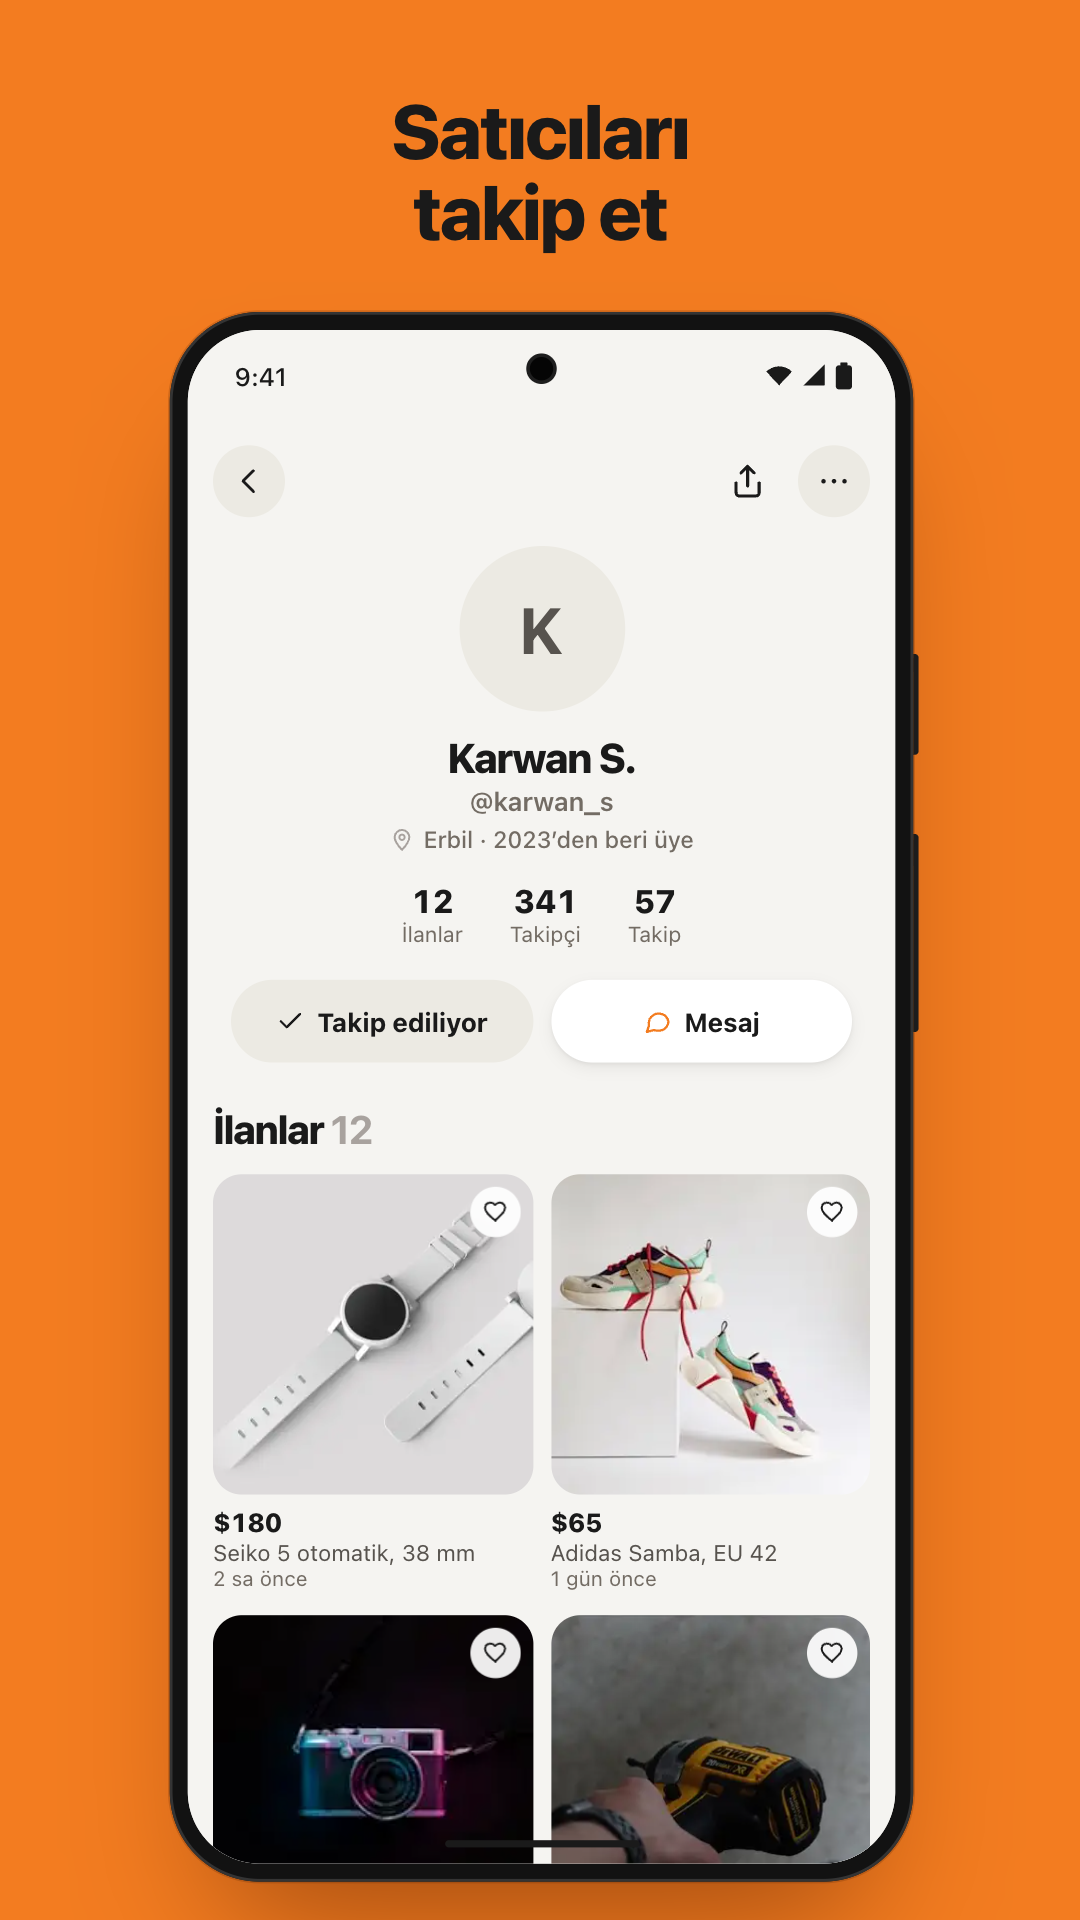 Satıcıları
takip et
9:41
K
Karwan S.
@karwan_s
Erbil · 2023’den beri üye
12 341 57
İlanlar Takipçi Takip
Takip ediliyor Mesaj
İlanlar 12
$180 $65
Seiko 5 otomatik, 38 mm Adidas Samba, EU 42
2 sa önce 1 gün önce
DEWALT
XR